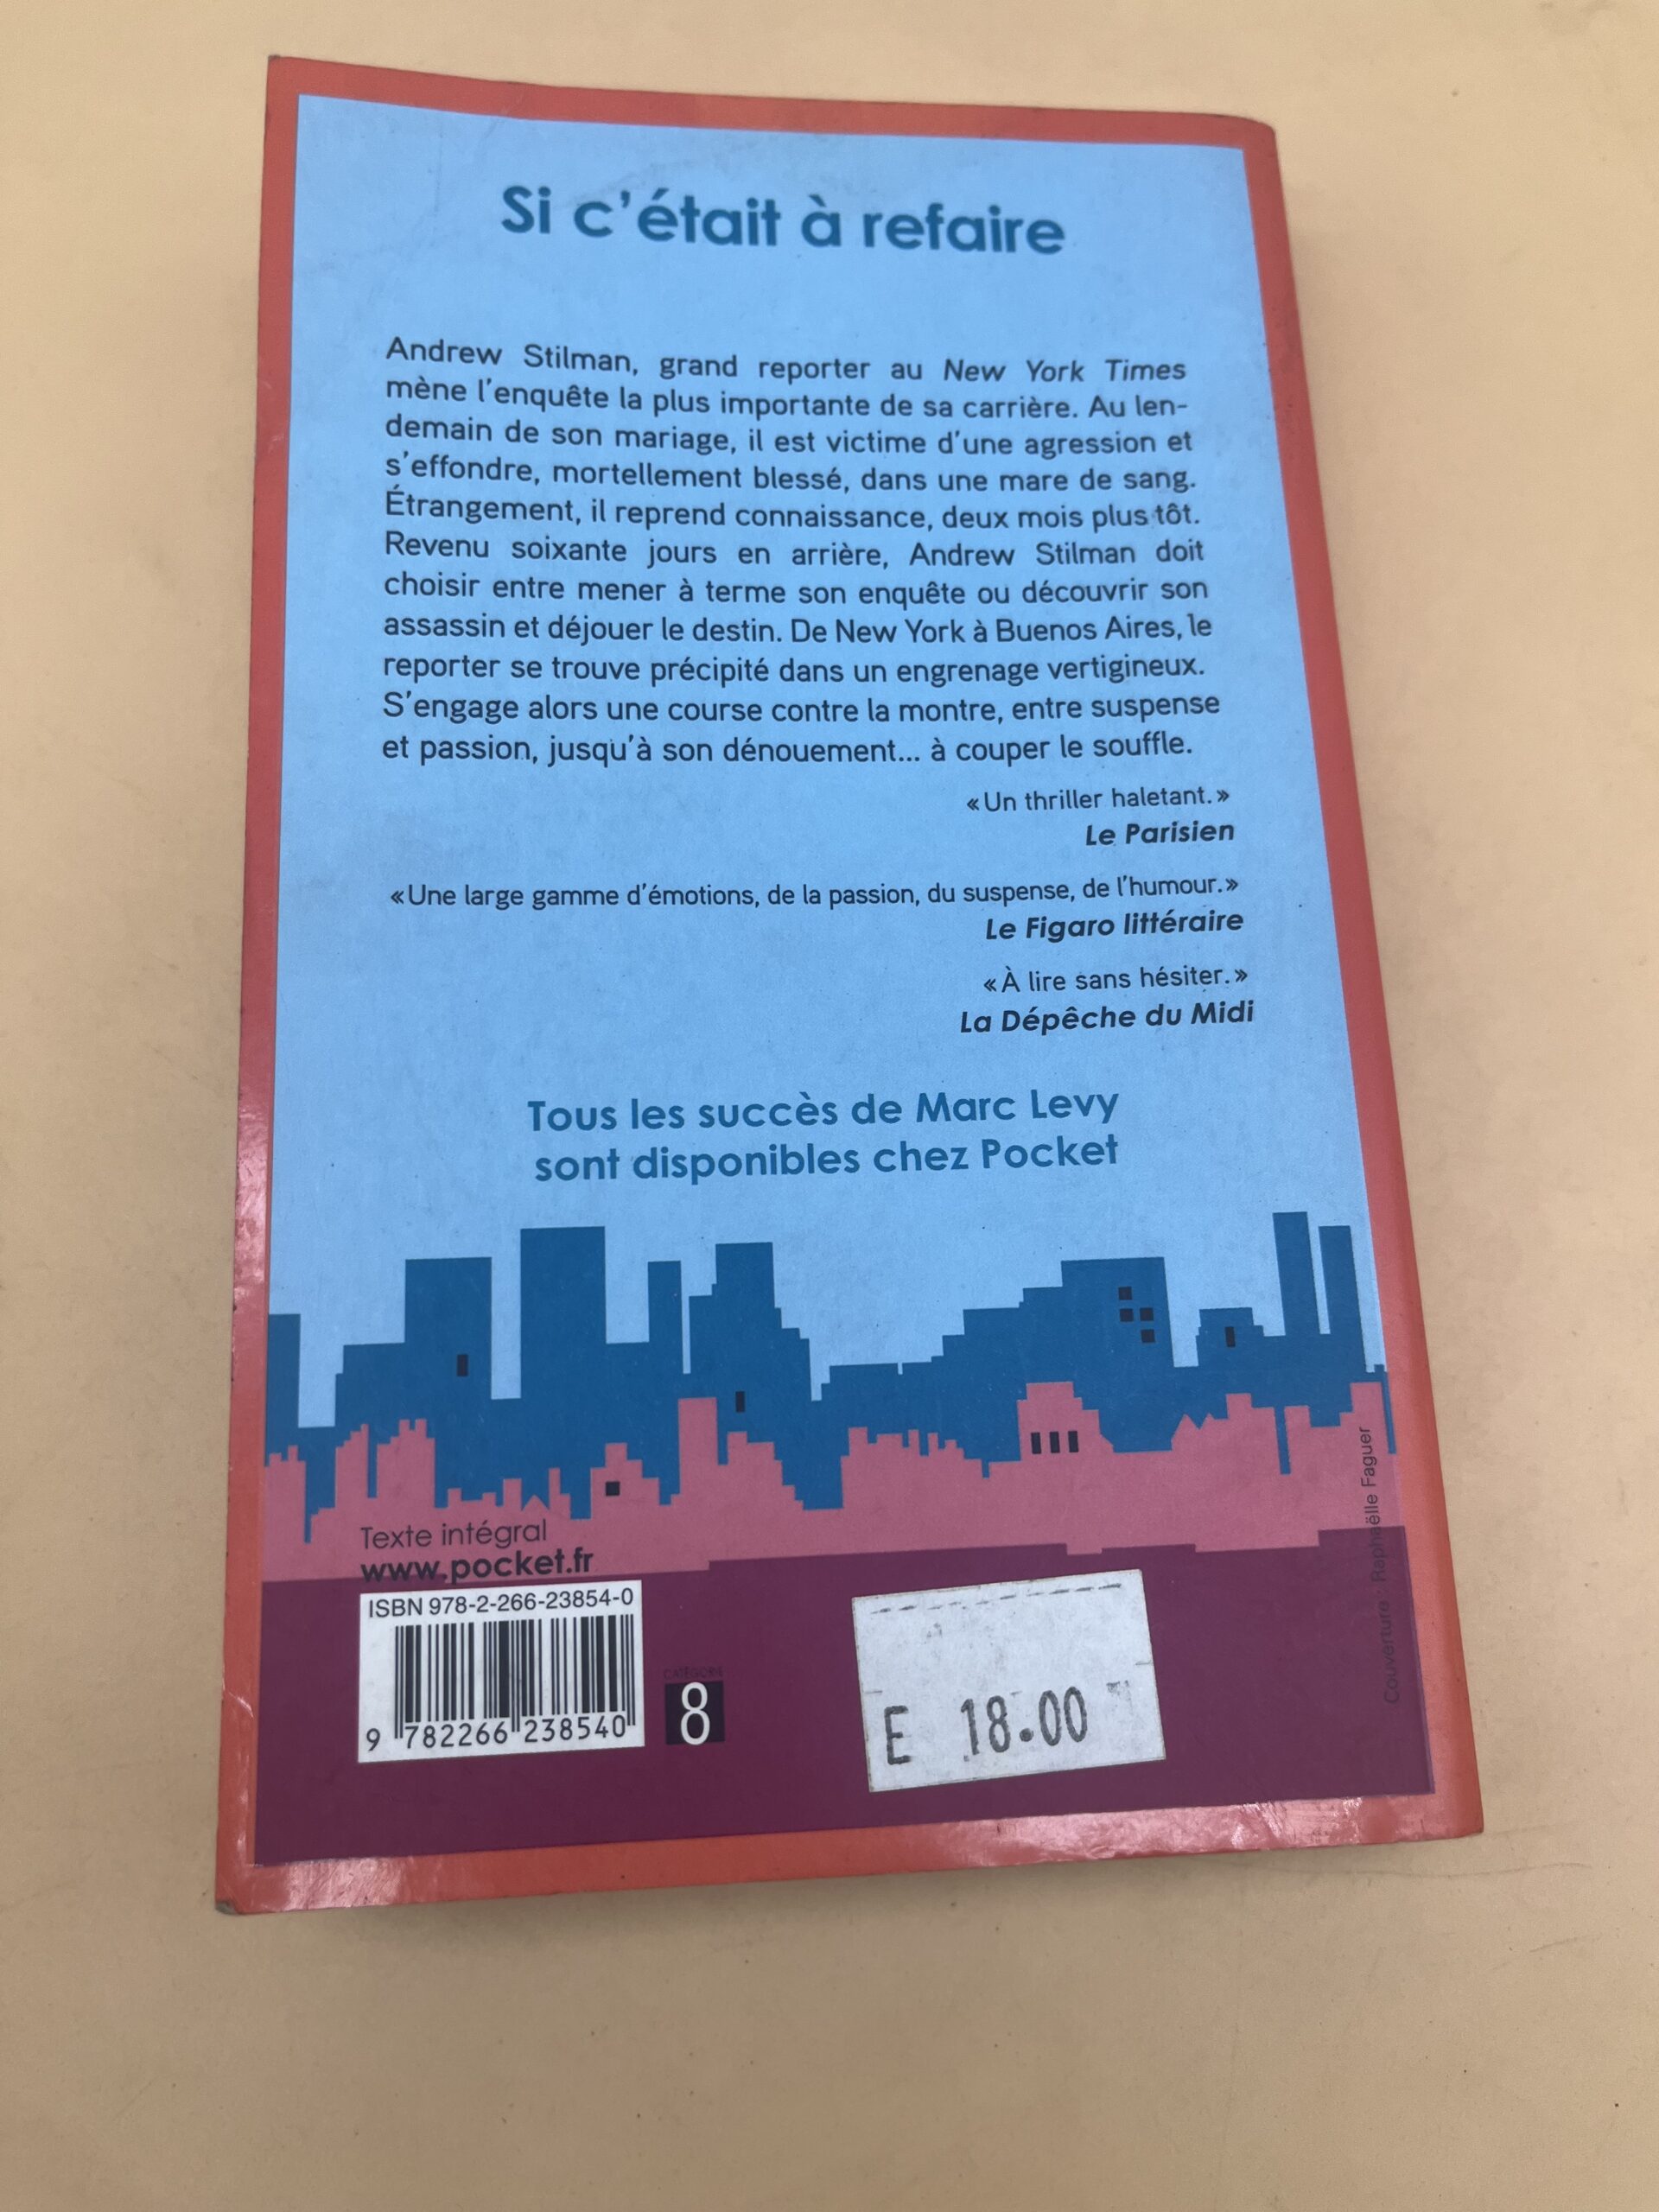 Si c'était à refaire
Andrew Stilman, grand reporter au New York Times
mène l'enquête la plus importante de sa carrière. Au len-
demain de son mariage, il est victime d'une agression et
s'effondre, mortellement blessé, dans une mare de sang.
Étrangement, il reprend connaissance, deux mois plus tôt.
Revenu soixante jours en arrière, Andrew Stilman doit
choisir entre mener à terme son enquête ou découvrir son
assassin et déjouer le destin. De New York à Buenos Aires, le
reporter se trouve précipité dans un engrenage vertigineux.
S'engage alors une course contre la montre, entre suspense
et passion, jusqu'à son dénouement... à couper le souffle.
« Un thriller haletant. »
Le Parisien
« Une large gamme d'émotions, de la passion, du suspense, de l'humour. »
Le Figaro littéraire
« À lire sans hésiter. »
La Dépêche du Midi
Tous les succès de Marc Levy
sont disponibles chez Pocket
Couverture : Raphaëlle Faguer
Texte intégral
www.pocket.fr
ISBN 978-2-266-23854-0
9 782266 238540
CATÉGORIE
8
E 18.00